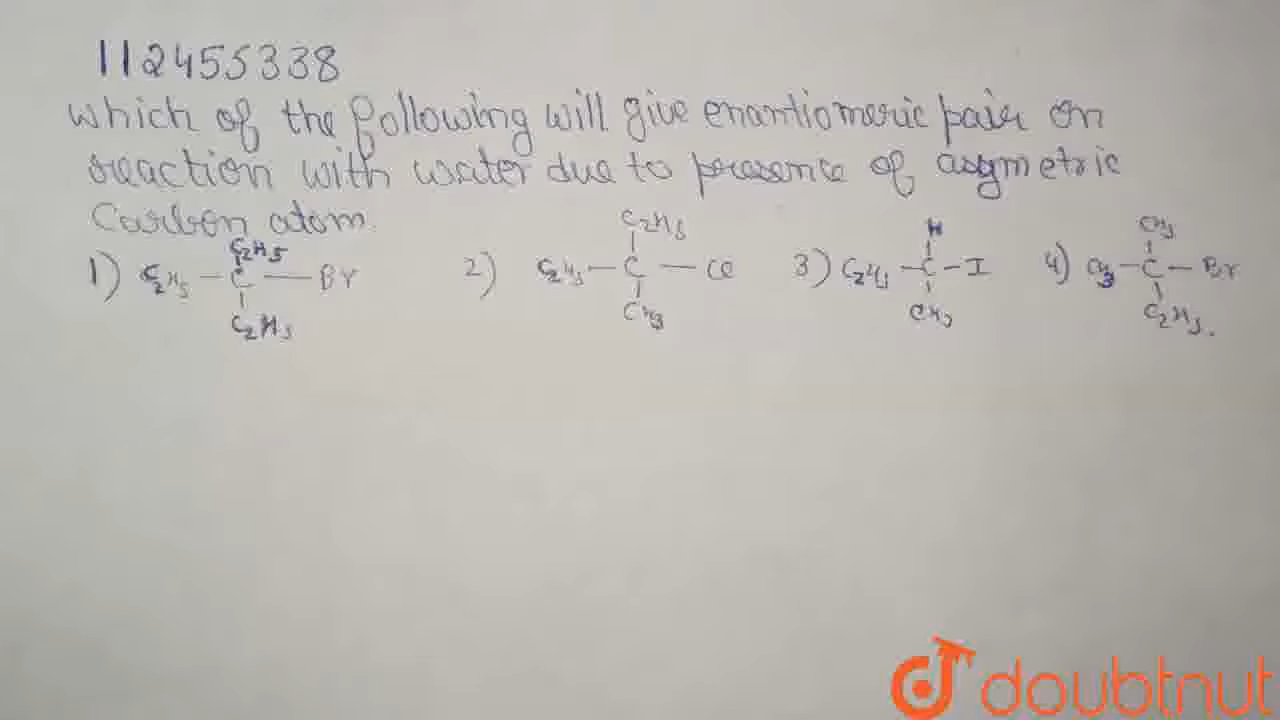 112455338
Which of the following will give enantiomeric pair on
reaction with water due to presence of asymetric
Carbon atom.
C2H5 C2H5 H CH3
1) C2H5 – C – Br 2) C2H5 – C – Cl 3) C2H5 – C – I 4) CH3 – C – Br
C2H5 CH3 CH3 C2H5.
doubtnut